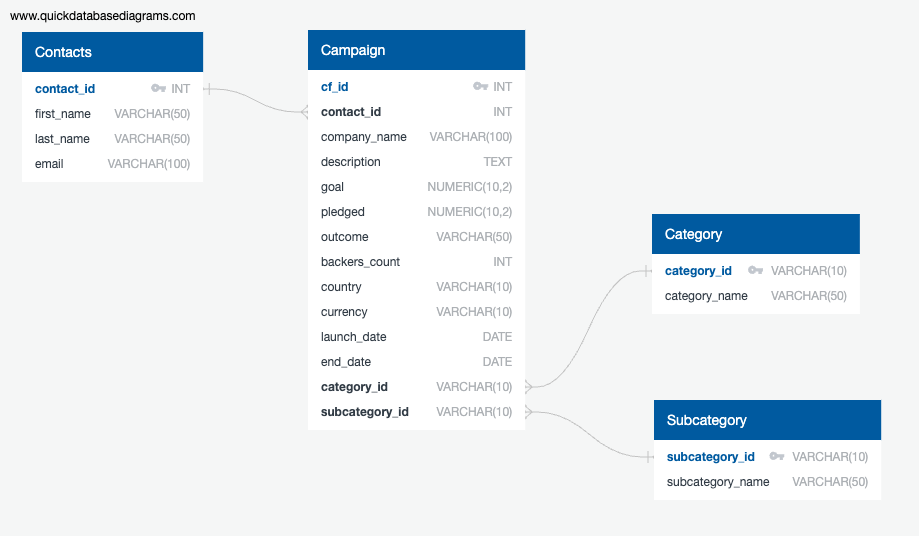 www.quickdatabasediagrams.com
Contacts
contact_id INT
first_name VARCHAR(50)
last_name VARCHAR(50)
email VARCHAR(100)
Campaign
cf_id INT
contact_id INT
company_name VARCHAR(100)
description TEXT
goal NUMERIC(10,2)
pledged NUMERIC(10,2)
outcome VARCHAR(50)
backers_count INT
country VARCHAR(10)
currency VARCHAR(10)
launch_date DATE
end_date DATE
category_id VARCHAR(10)
subcategory_id VARCHAR(10)
Category
category_id VARCHAR(10)
category_name VARCHAR(50)
Subcategory
subcategory_id VARCHAR(10)
subcategory_name VARCHAR(50)